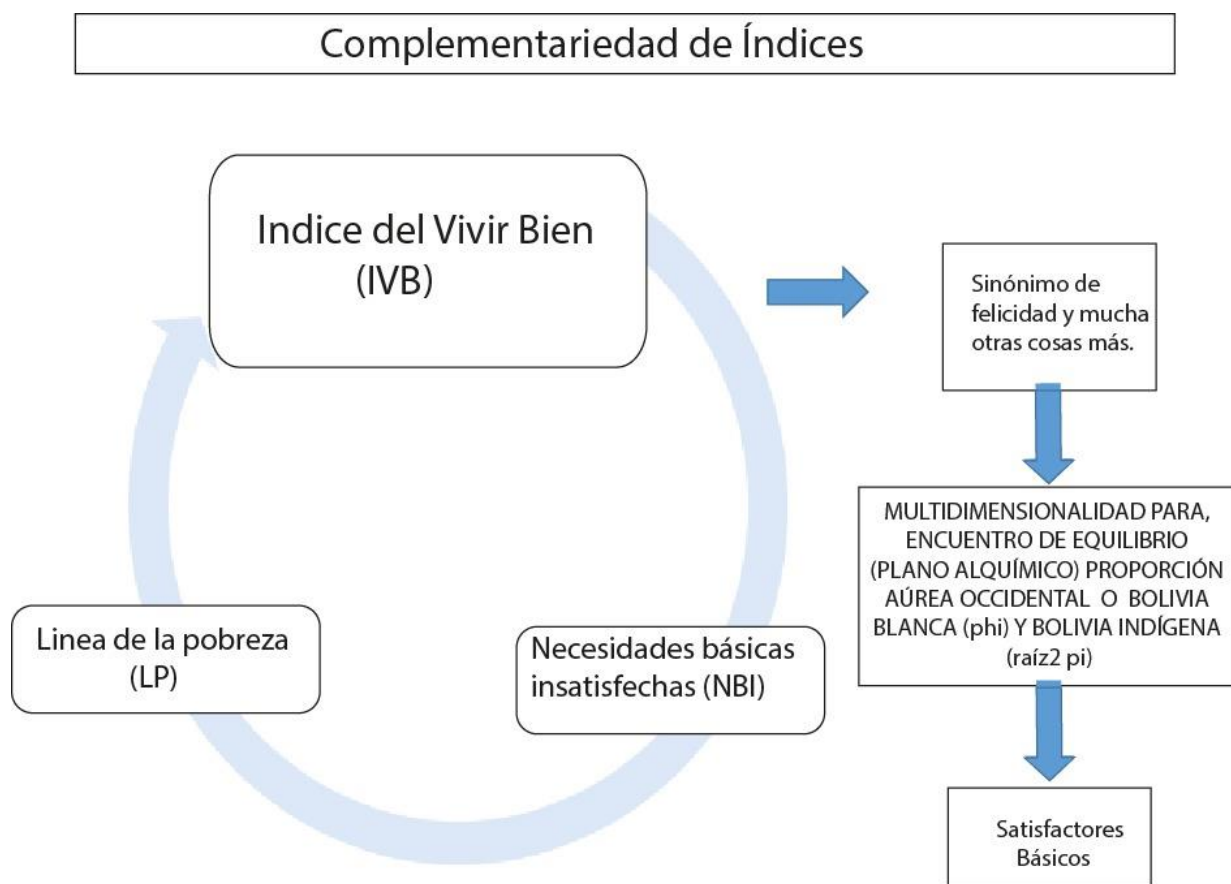 Complementariedad de Índices
Indice del Vivir Bien
(IVB)
Sinónimo de
felicidad y mucha
otras cosas más.
MULTIDIMENSIONALIDAD PARA,
ENCUENTRO DE EQUILIBRIO
(PLANO ALQUÍMICO) PROPORCIÓN
AÚREA OCCIDENTAL O BOLIVIA
BLANCA (phi) Y BOLIVIA INDÍGENA
(raíz2 pi)
Linea de la pobreza
(LP)
Necesidades básicas
insatisfechas (NBI)
Satisfactores
Básicos